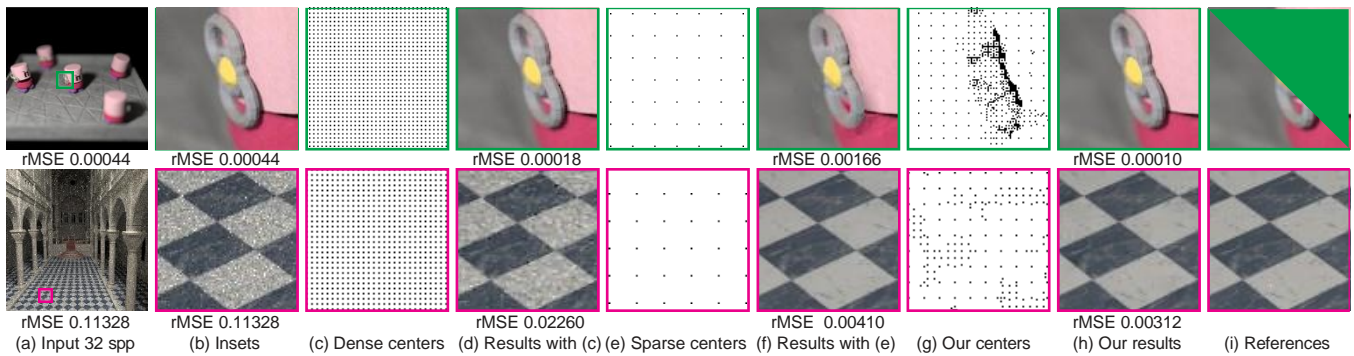 rMSE 0.00044 rMSE 0.00044 rMSE 0.00018 rMSE 0.00166 rMSE 0.00010
rMSE 0.11328 rMSE 0.11328 rMSE 0.02260 rMSE 0.00410 rMSE 0.00312
(a) Input 32 spp (b) Insets (c) Dense centers (d) Results with (c) (e) Sparse centers (f) Results with (e) (g) Our centers (h) Our results (i) References